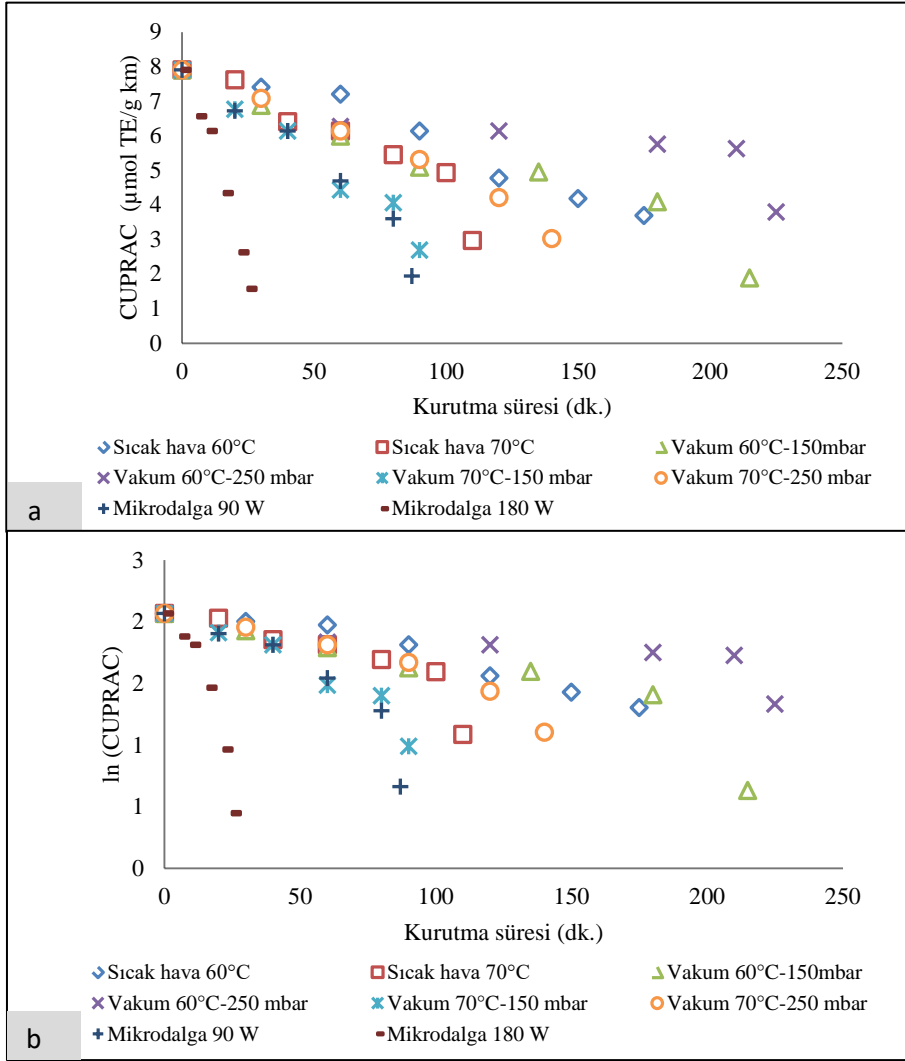 9
8
7
6
5
4
3
2
1
0
CUPRAC (µmol TE/g km)
0 50 100 150 200 250
Kurutma süresi (dk.)
Sıcak hava 60°C Sıcak hava 70°C Vakum 60°C-150mbar
Vakum 60°C-250 mbar Vakum 70°C-150 mbar Vakum 70°C-250 mbar
Mikrodalga 90 W Mikrodalga 180 W
a
3
2
2
1
1
0
ln (CUPRAC)
0 50 100 150 200 250
Kurutma süresi (dk.)
Sıcak hava 60°C Sıcak hava 70°C Vakum 60°C-150mbar
Vakum 60°C-250 mbar Vakum 70°C-150 mbar Vakum 70°C-250 mbar
Mikrodalga 90 W Mikrodalga 180 W
b